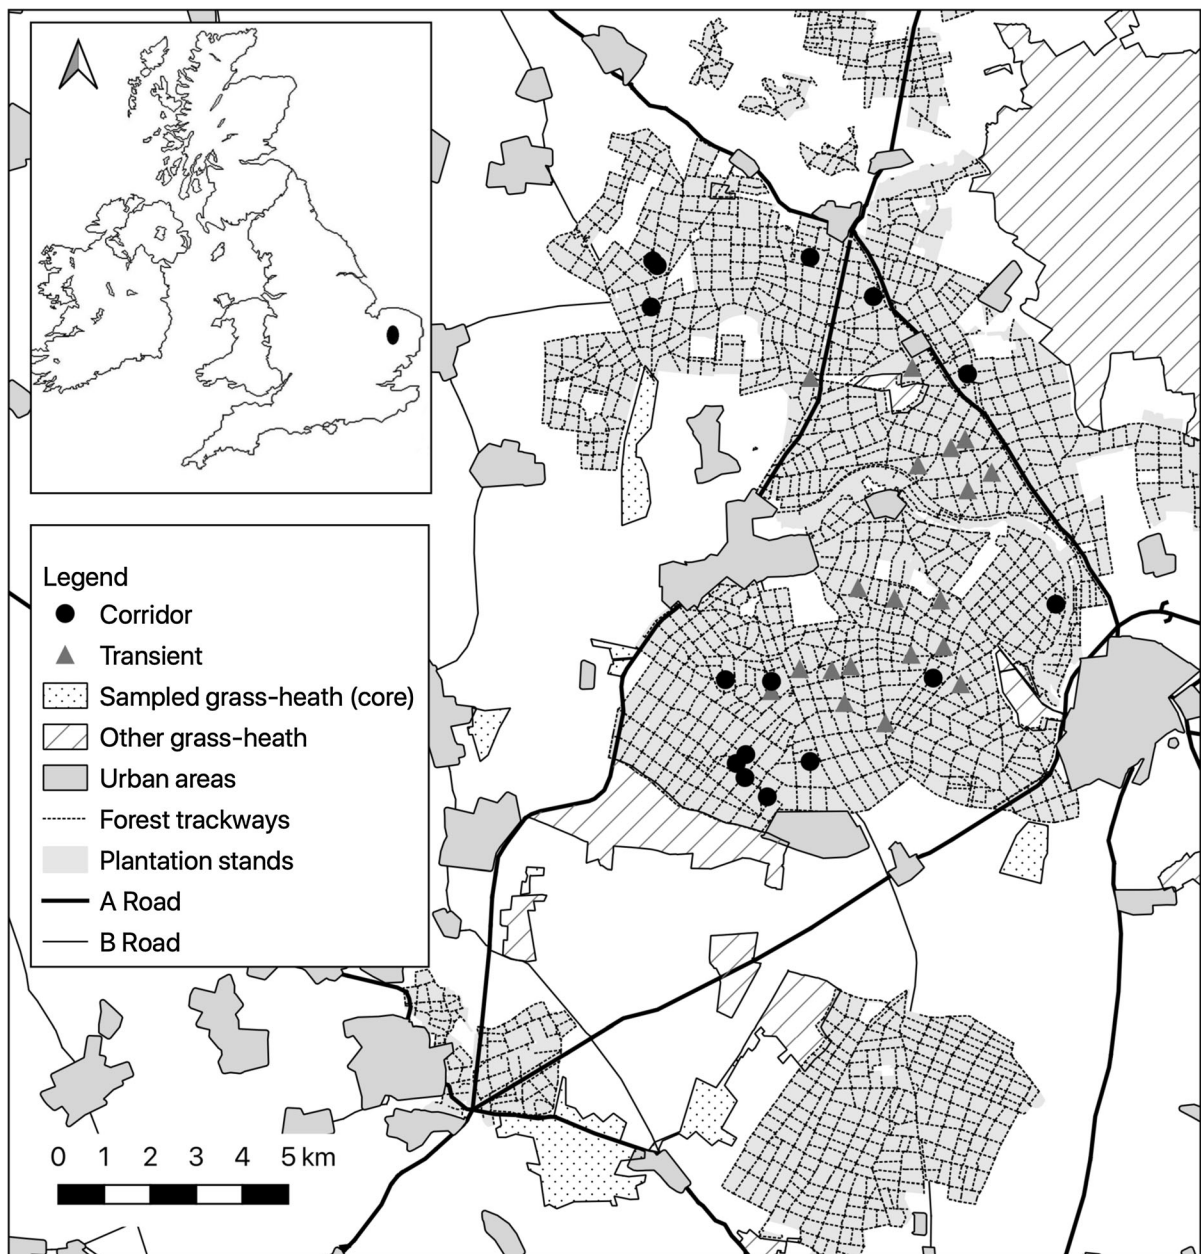 Legend
Corridor
Transient
Sampled grass-heath (core)
Other grass-heath
Urban areas
Forest trackways
Plantation stands
A Road
B Road
0 1 2 3 4 5 km